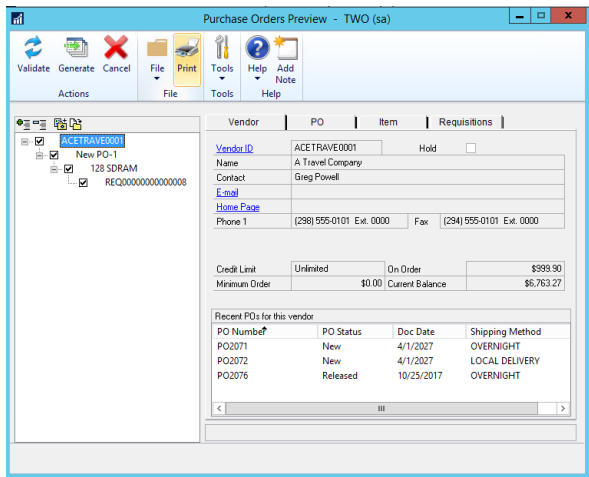 Purchase Orders Preview - TWO (sa)
Validate Generate Cancel File Print Tools Help Add Note
Actions File Tools Help
Vendor PO Item Requisitions
ACETRAVE0001
New PO-1
128 SDRAM
REQ00000000000008
Vendor ID ACETRAVE0001 Hold
Name A Travel Company
Contact Greg Powell
E-mail
Home Page
Phone 1 (298) 555-0101 Ext. 0000 Fax (294) 555-0101 Ext. 0000
Credit Limit Unlimited On Order $999.90
Minimum Order $0.00 Current Balance $6,763.27
Recent POs for this vendor
PO Number PO Status Doc Date Shipping Method
PO2071 New 4/1/2027 OVERNIGHT
PO2072 New 4/1/2027 LOCAL DELIVERY
PO2076 Released 10/25/2017 OVERNIGHT